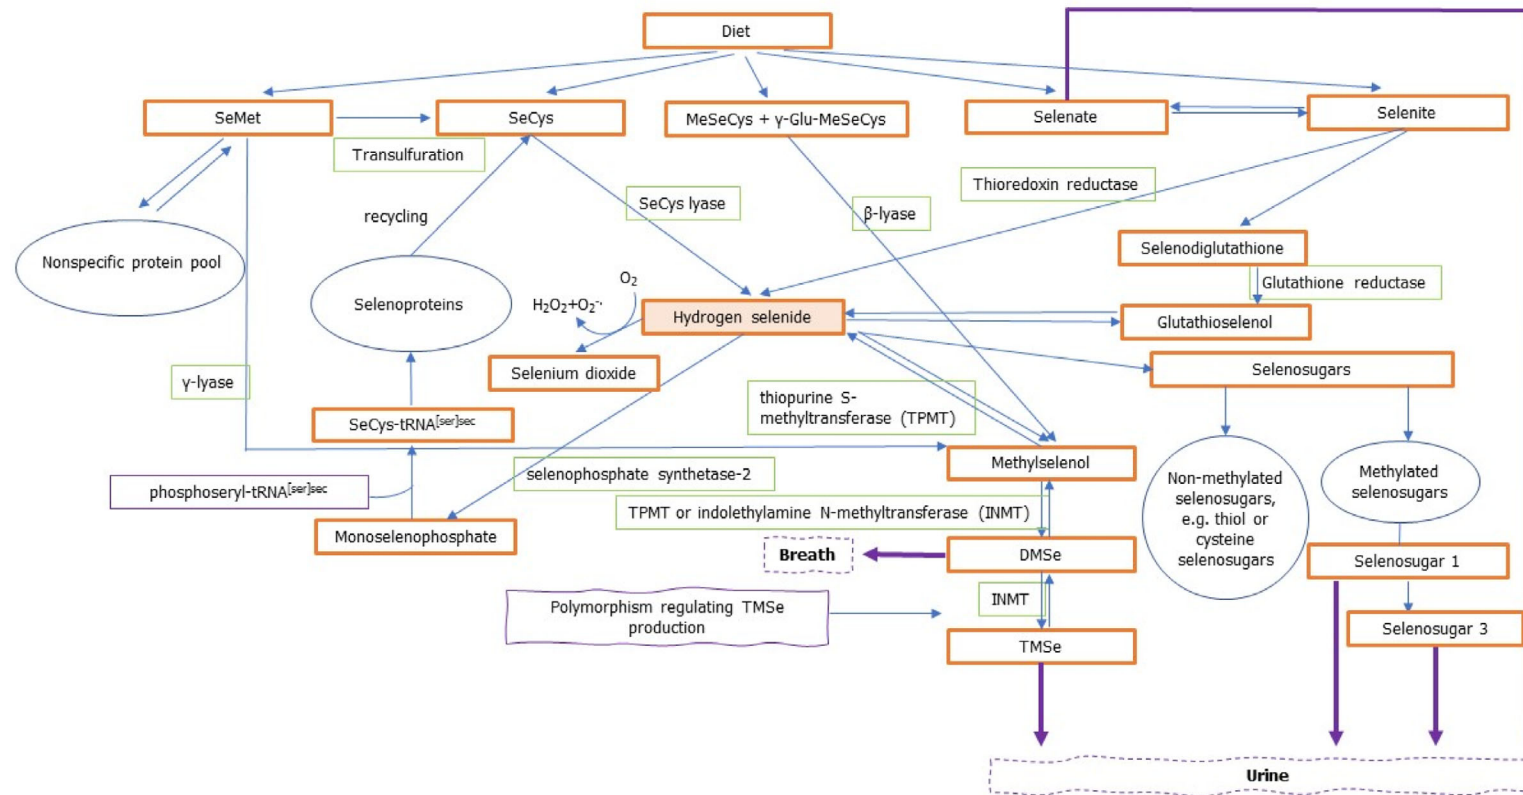 Diet
SeMet
SeCys
MeSeCys + γ-Glu-MeSeCys
Selenate
Selenite
Transulfuration
Thioredoxin reductase
recycling
SeCys lyase
β-lyase
Nonspecific protein pool
Selenodiglutathione
Glutathione reductase
Selenoproteins
O₂
H₂O₂+O₂⁻·
Hydrogen selenide
Glutathioselenol
γ-lyase
Selenium dioxide
Selenosugars
thiopurine S-
methyltransferase (TPMT)
SeCys-tRNA[ser]sec
Methylselenol
selenophosphate synthetase-2
phosphoseryl-tRNA[ser]sec
Non-methylated
selenosugars,
e.g. thiol or
cysteine
selenosugars
Methylated
selenosugars
TPMT or indolethylamine N-methyltransferase (INMT)
Monoselenophosphate
Breath
DMSe
Selenosugar 1
Polymorphism regulating TMSe
production
INMT
Selenosugar 3
TMSe
Urine